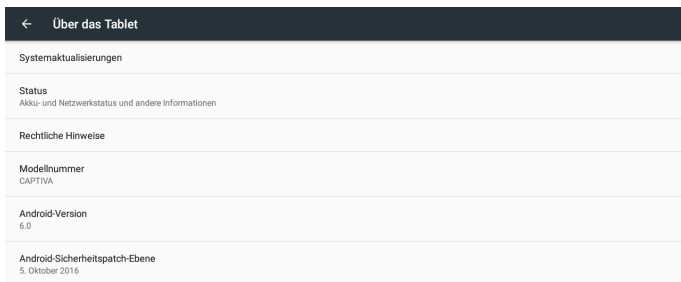 Über das Tablet
Systemaktualisierungen
Status
Akku- und Netzwerkstatus und andere Informationen
Rechtliche Hinweise
Modellnummer
CAPTIVA
Android-Version
6.0
Android-Sicherheitspatch-Ebene
5. Oktober 2016